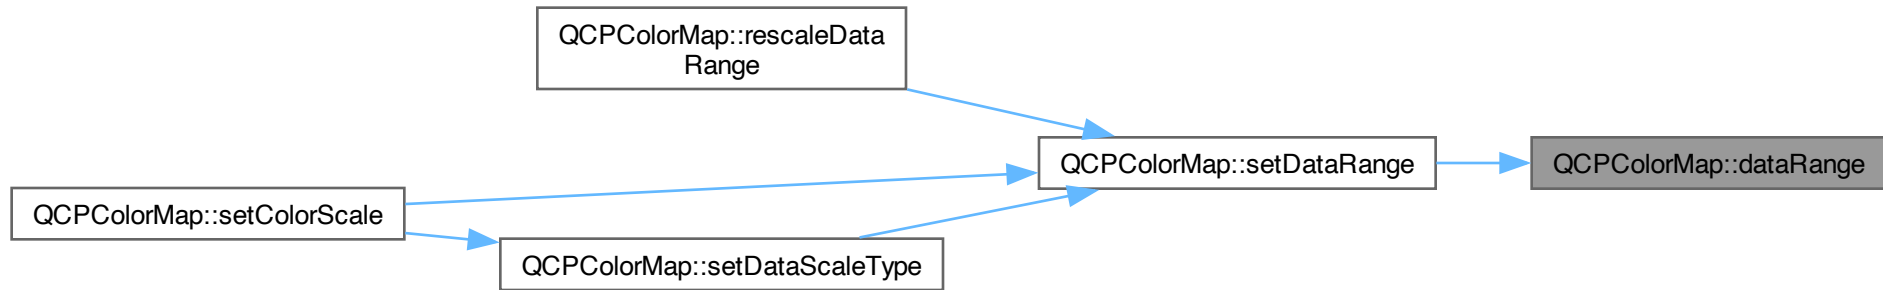 QCPColorMap::rescaleData
Range
QCPColorMap::setDataRange
QCPColorMap::dataRange
QCPColorMap::setColorScale
QCPColorMap::setDataScaleType